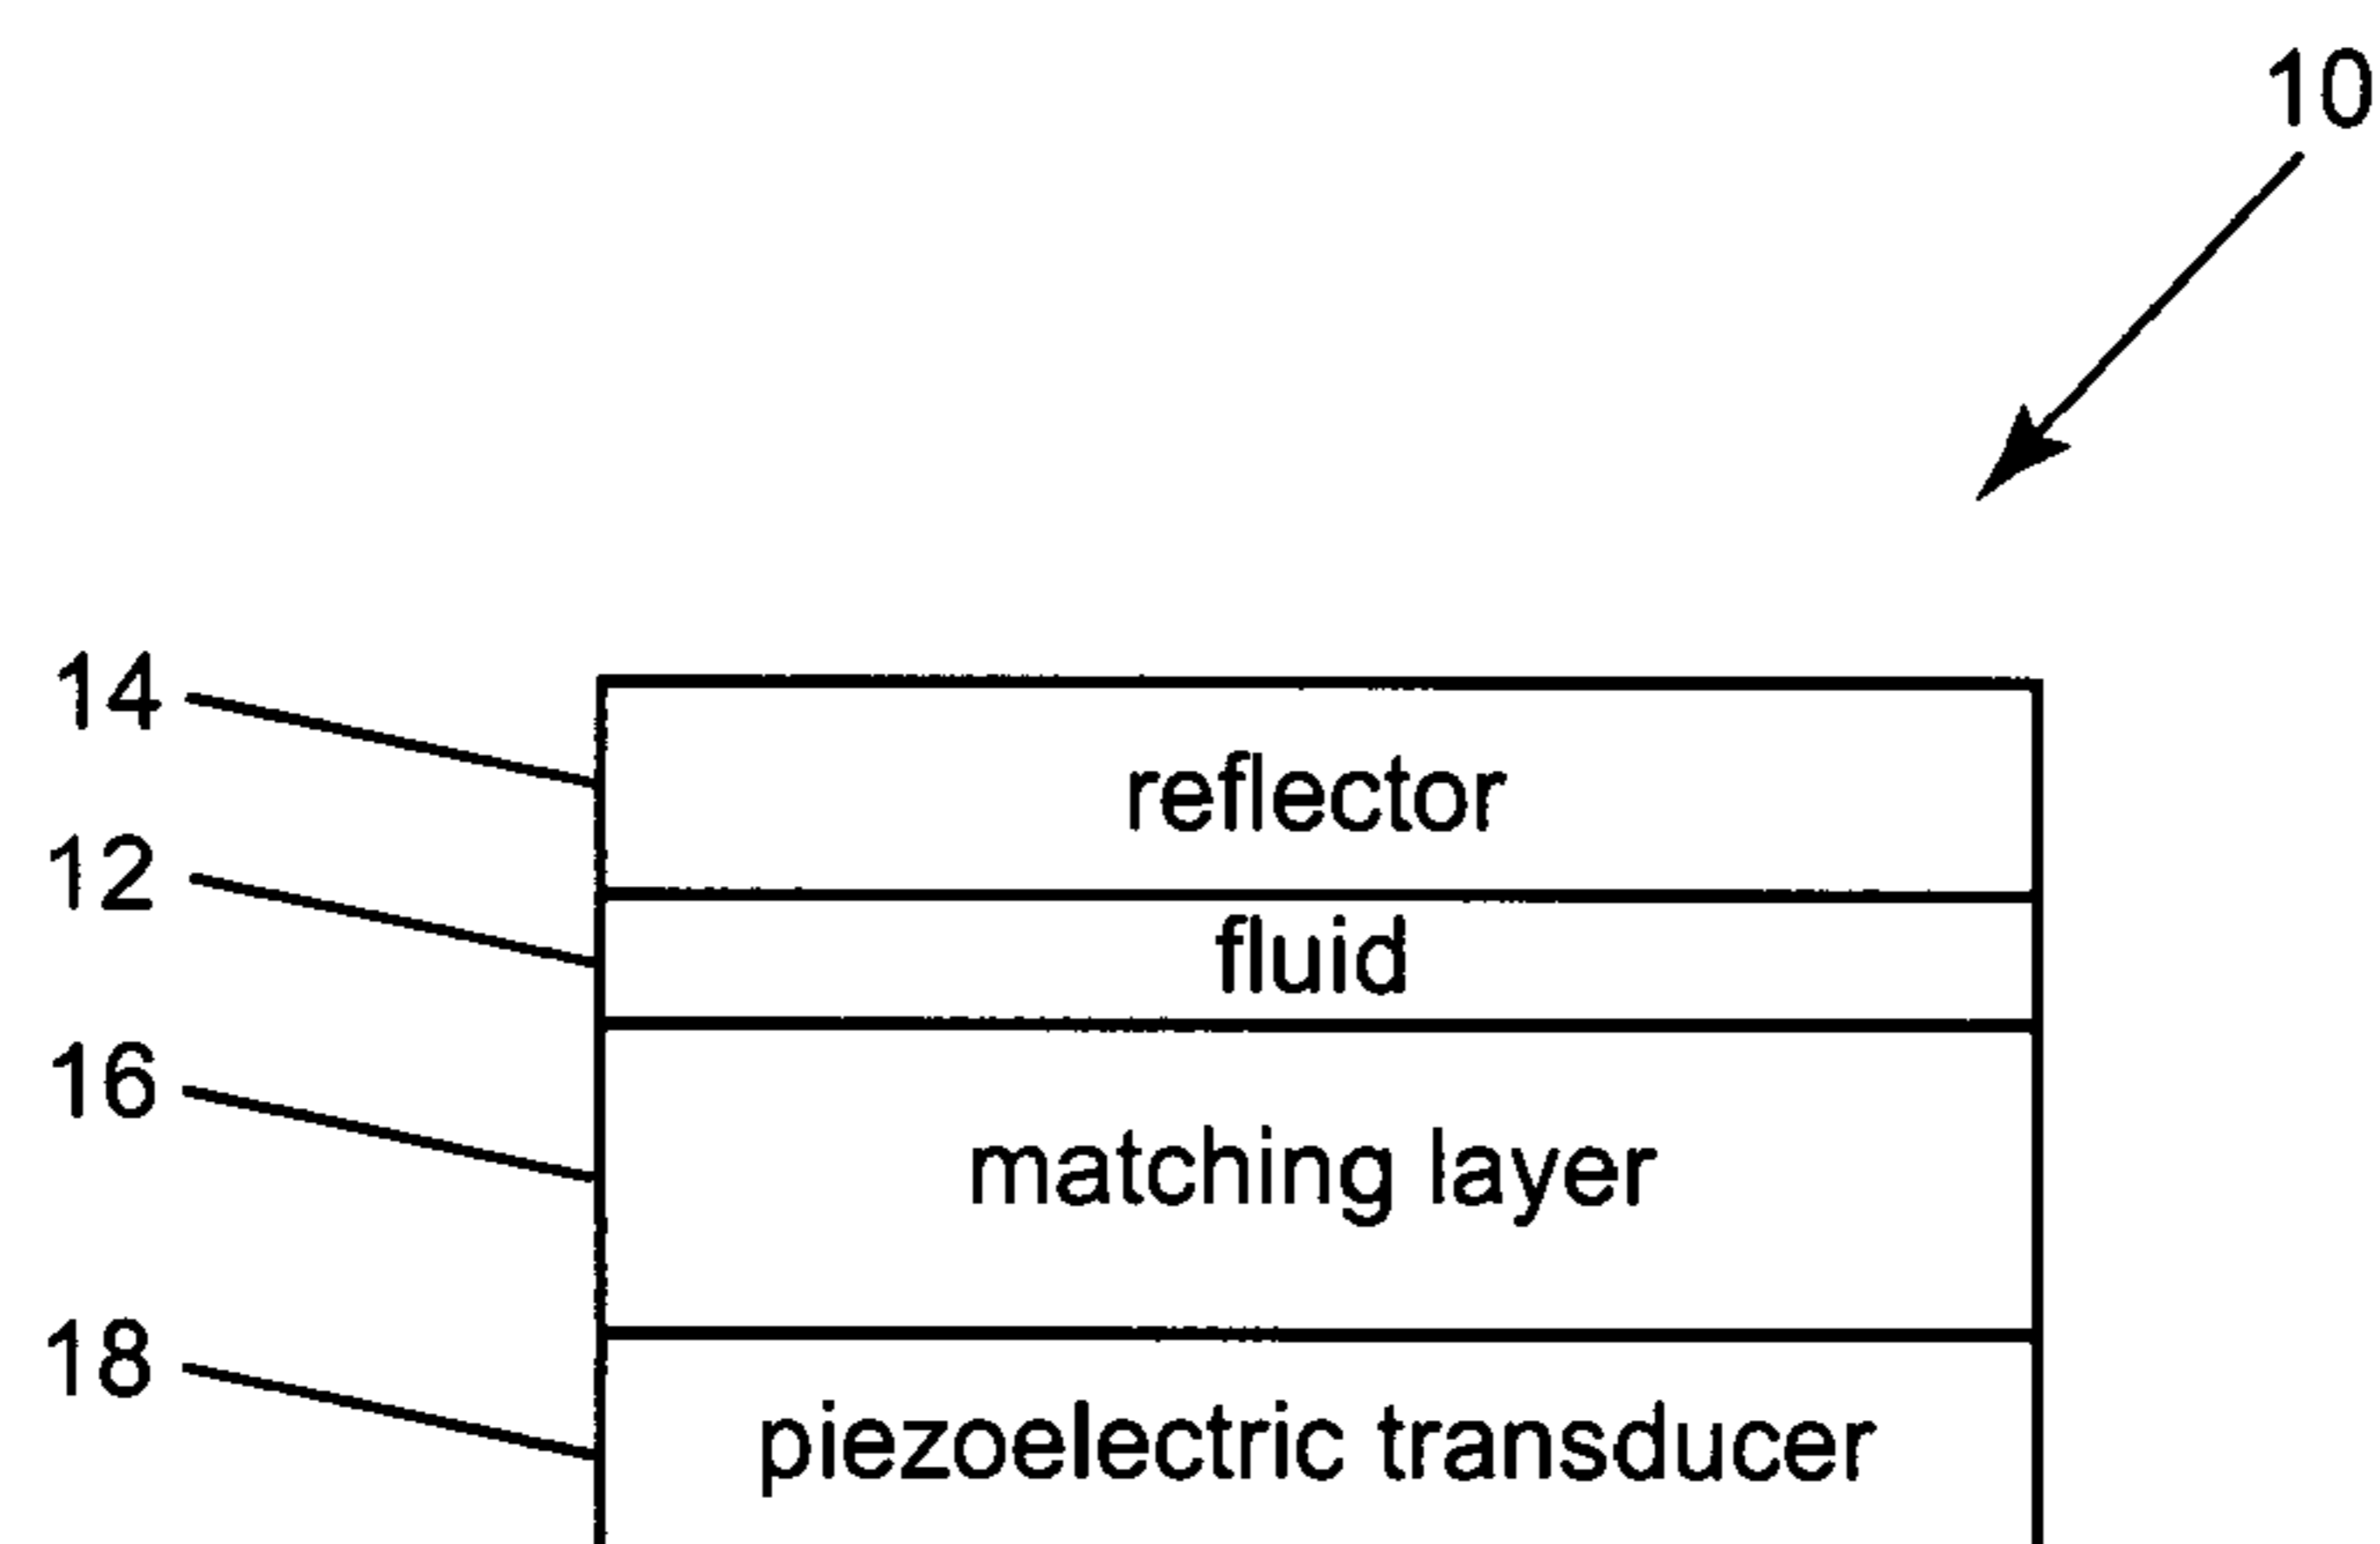 10
14
reflector
12
fluid
16
matching layer
18
piezoelectric transducer